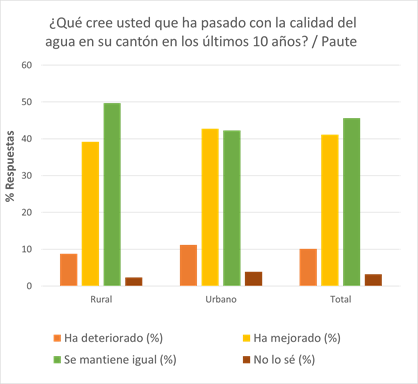 ¿Qué cree usted que ha pasado con la calidad del
agua en su cantón en los últimos 10 años? / Paute
60
50
40
30
20
10
0
% Respuestas
Rural
Urbano
Total
Ha deteriorado (%)
Ha mejorado (%)
Se mantiene igual (%)
No lo sé (%)